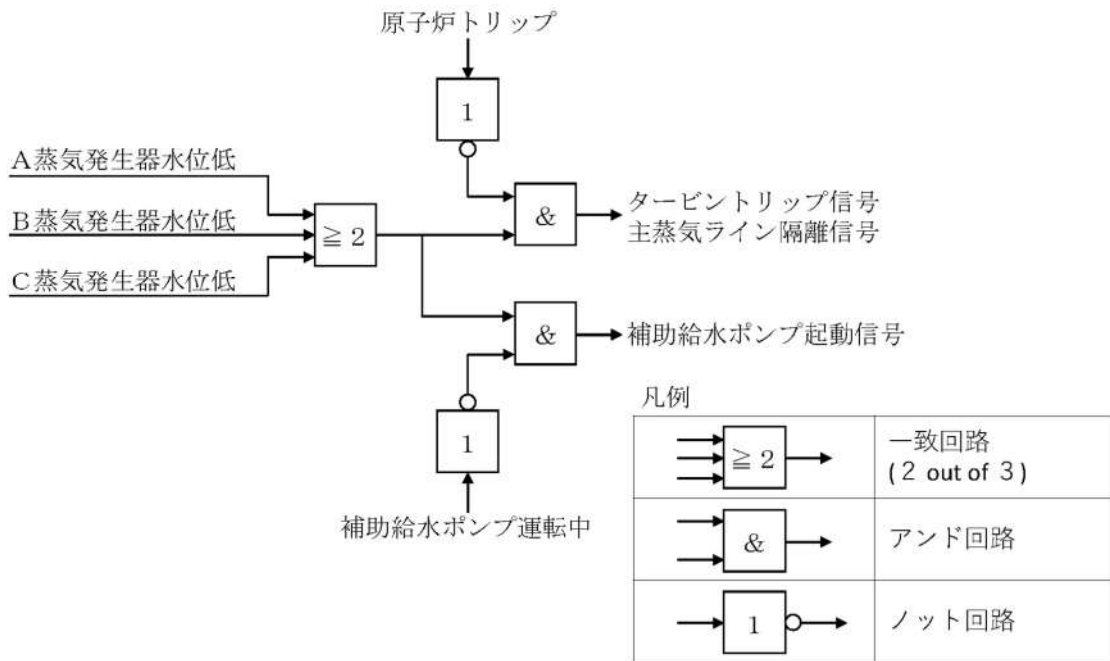 原子炉トリップ
1
A蒸気発生器水位低
B蒸気発生器水位低
C蒸気発生器水位低
≧2
&
タービントリップ信号
主蒸気ライン隔離信号
&
補助給水ポンプ起動信号
1
補助給水ポンプ運転中
凡例
≧2
一致回路
(2 out of 3)
&
アンド回路
1
ノット回路